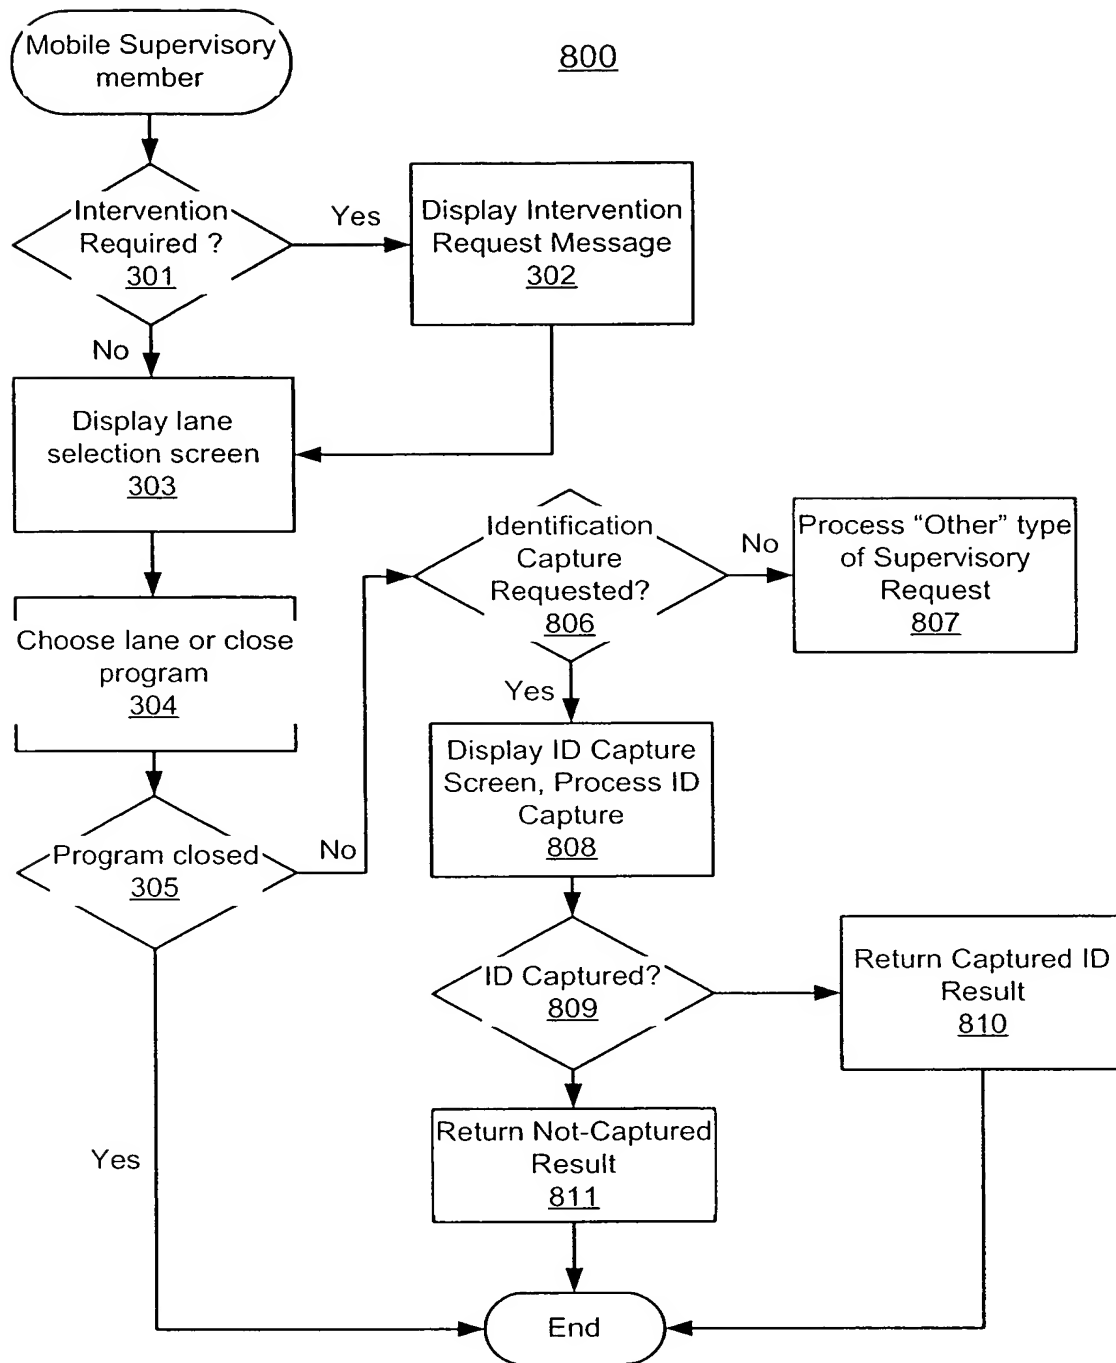 Mobile Supervisory
member
800
Intervention
Required ?
301
Yes
Display Intervention
Request Message
302
No
Display lane
selection screen
303
Identification
Capture
Requested?
806
No
Process “Other” type
of Supervisory
Request
807
Choose lane or close
program
304
Yes
Display ID Capture
Screen, Process ID
Capture
808
Program closed
305
No
ID Captured?
809
Return Captured ID
Result
810
Return Not-Captured
Result
811
Yes
End